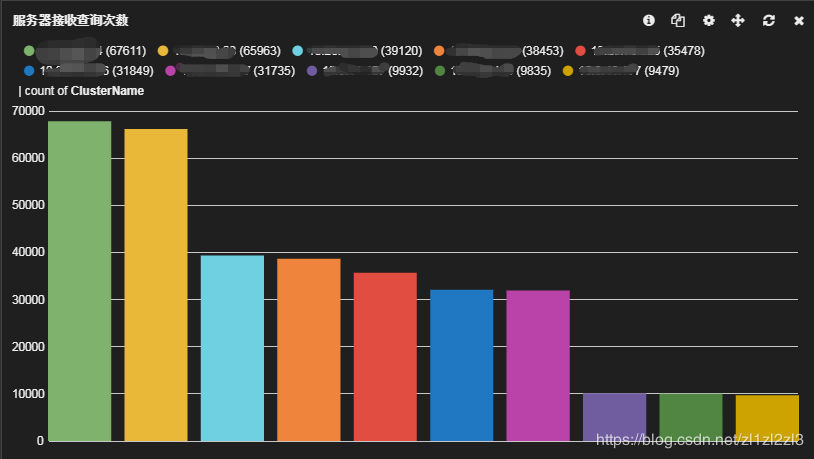 服务器接收查询次数
4 (67611) (65963) (39120) (38453) (35478)
(31849) (31735) (9932) (9835) (9479)
| count of ClusterName
70000
60000
50000
40000
30000
20000
10000
0
https://blog.csdn.net/zl1zl2zl3